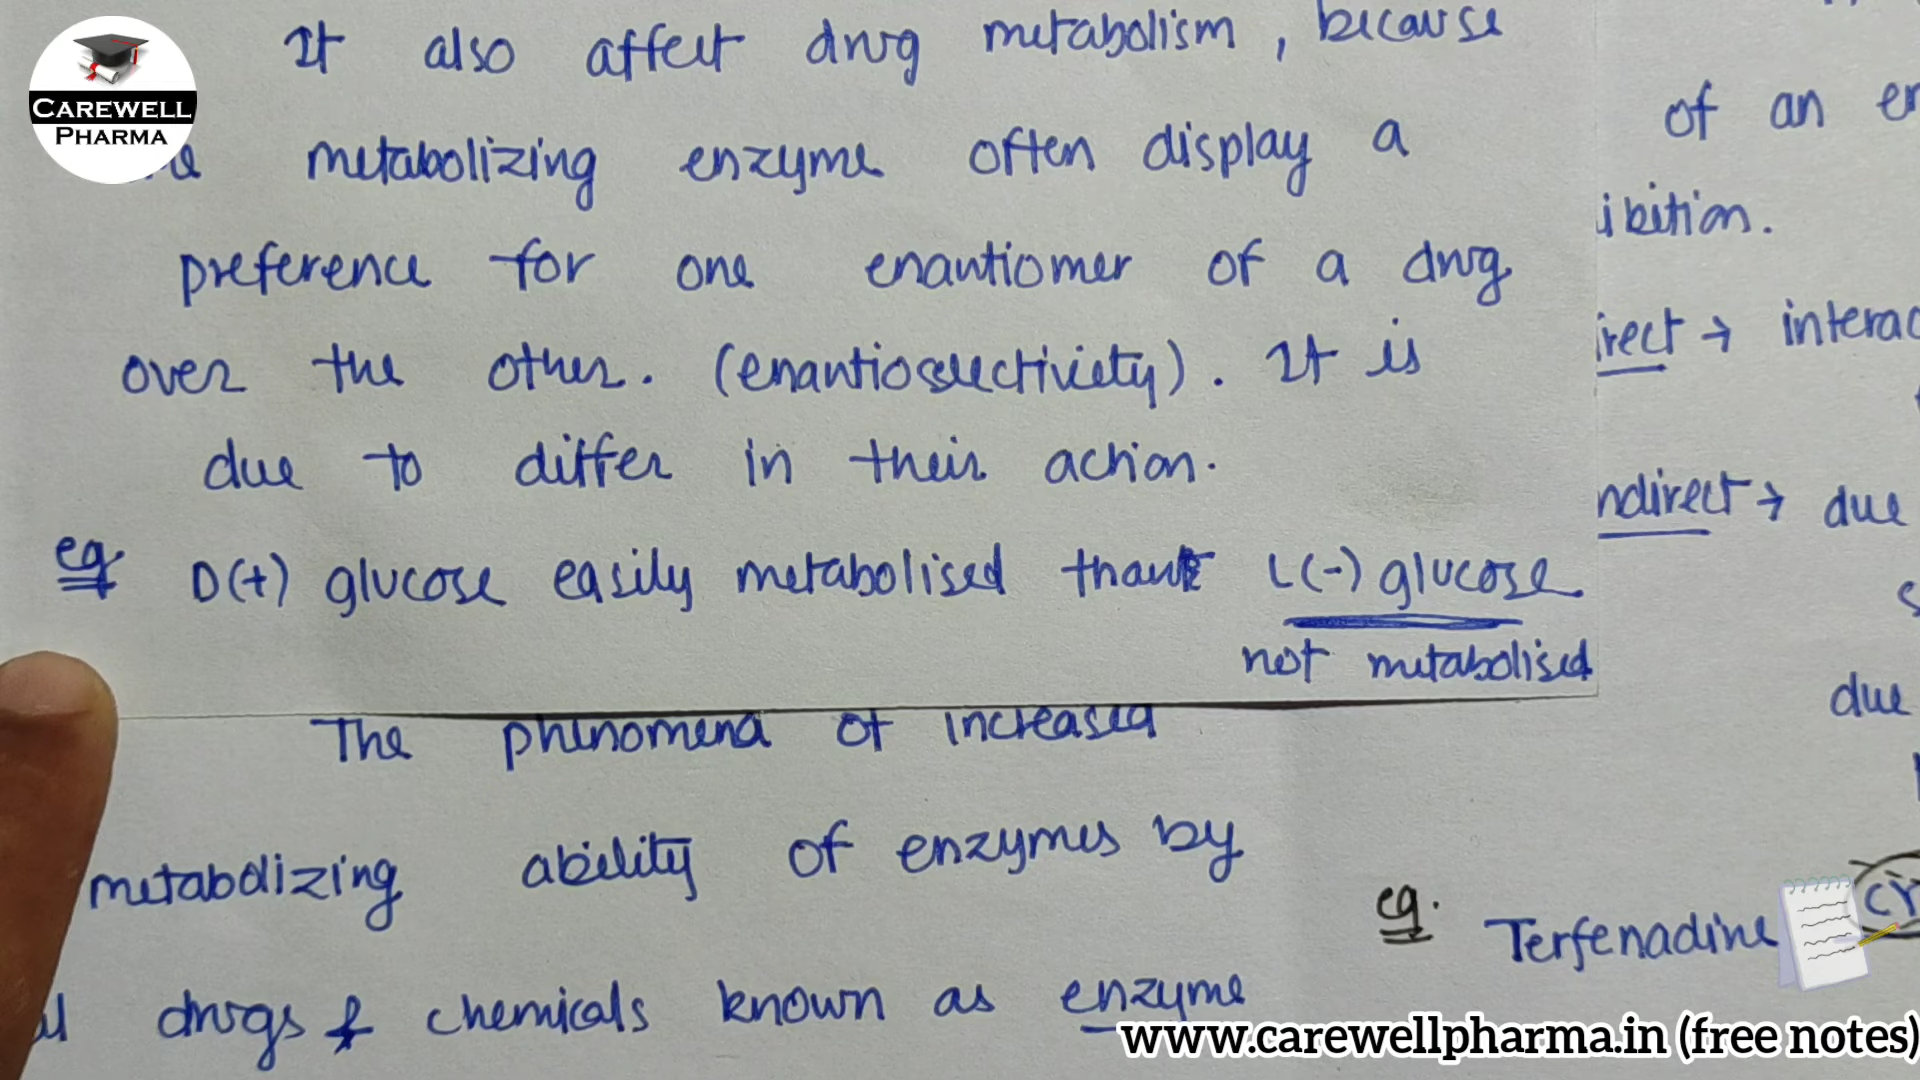 CAREWELL
PHARMA
It also affect drug metabolism, because
metabolizing enzyme often display a
preference for one enantiomer of a drug
over the other. (enantioselectiviety). It is
due to differ in their action.
eg D(+) glucose easily metabolised than L(-) glucose
not metabolised
The phenomena of increased
metabolizing ability of enzymes by
drugs & chemicals known as enzyme
of an
ibition.
irect → interac
ndirect → due
due
eg. Terfenadine CY
www.carewellpharma.in (free notes)